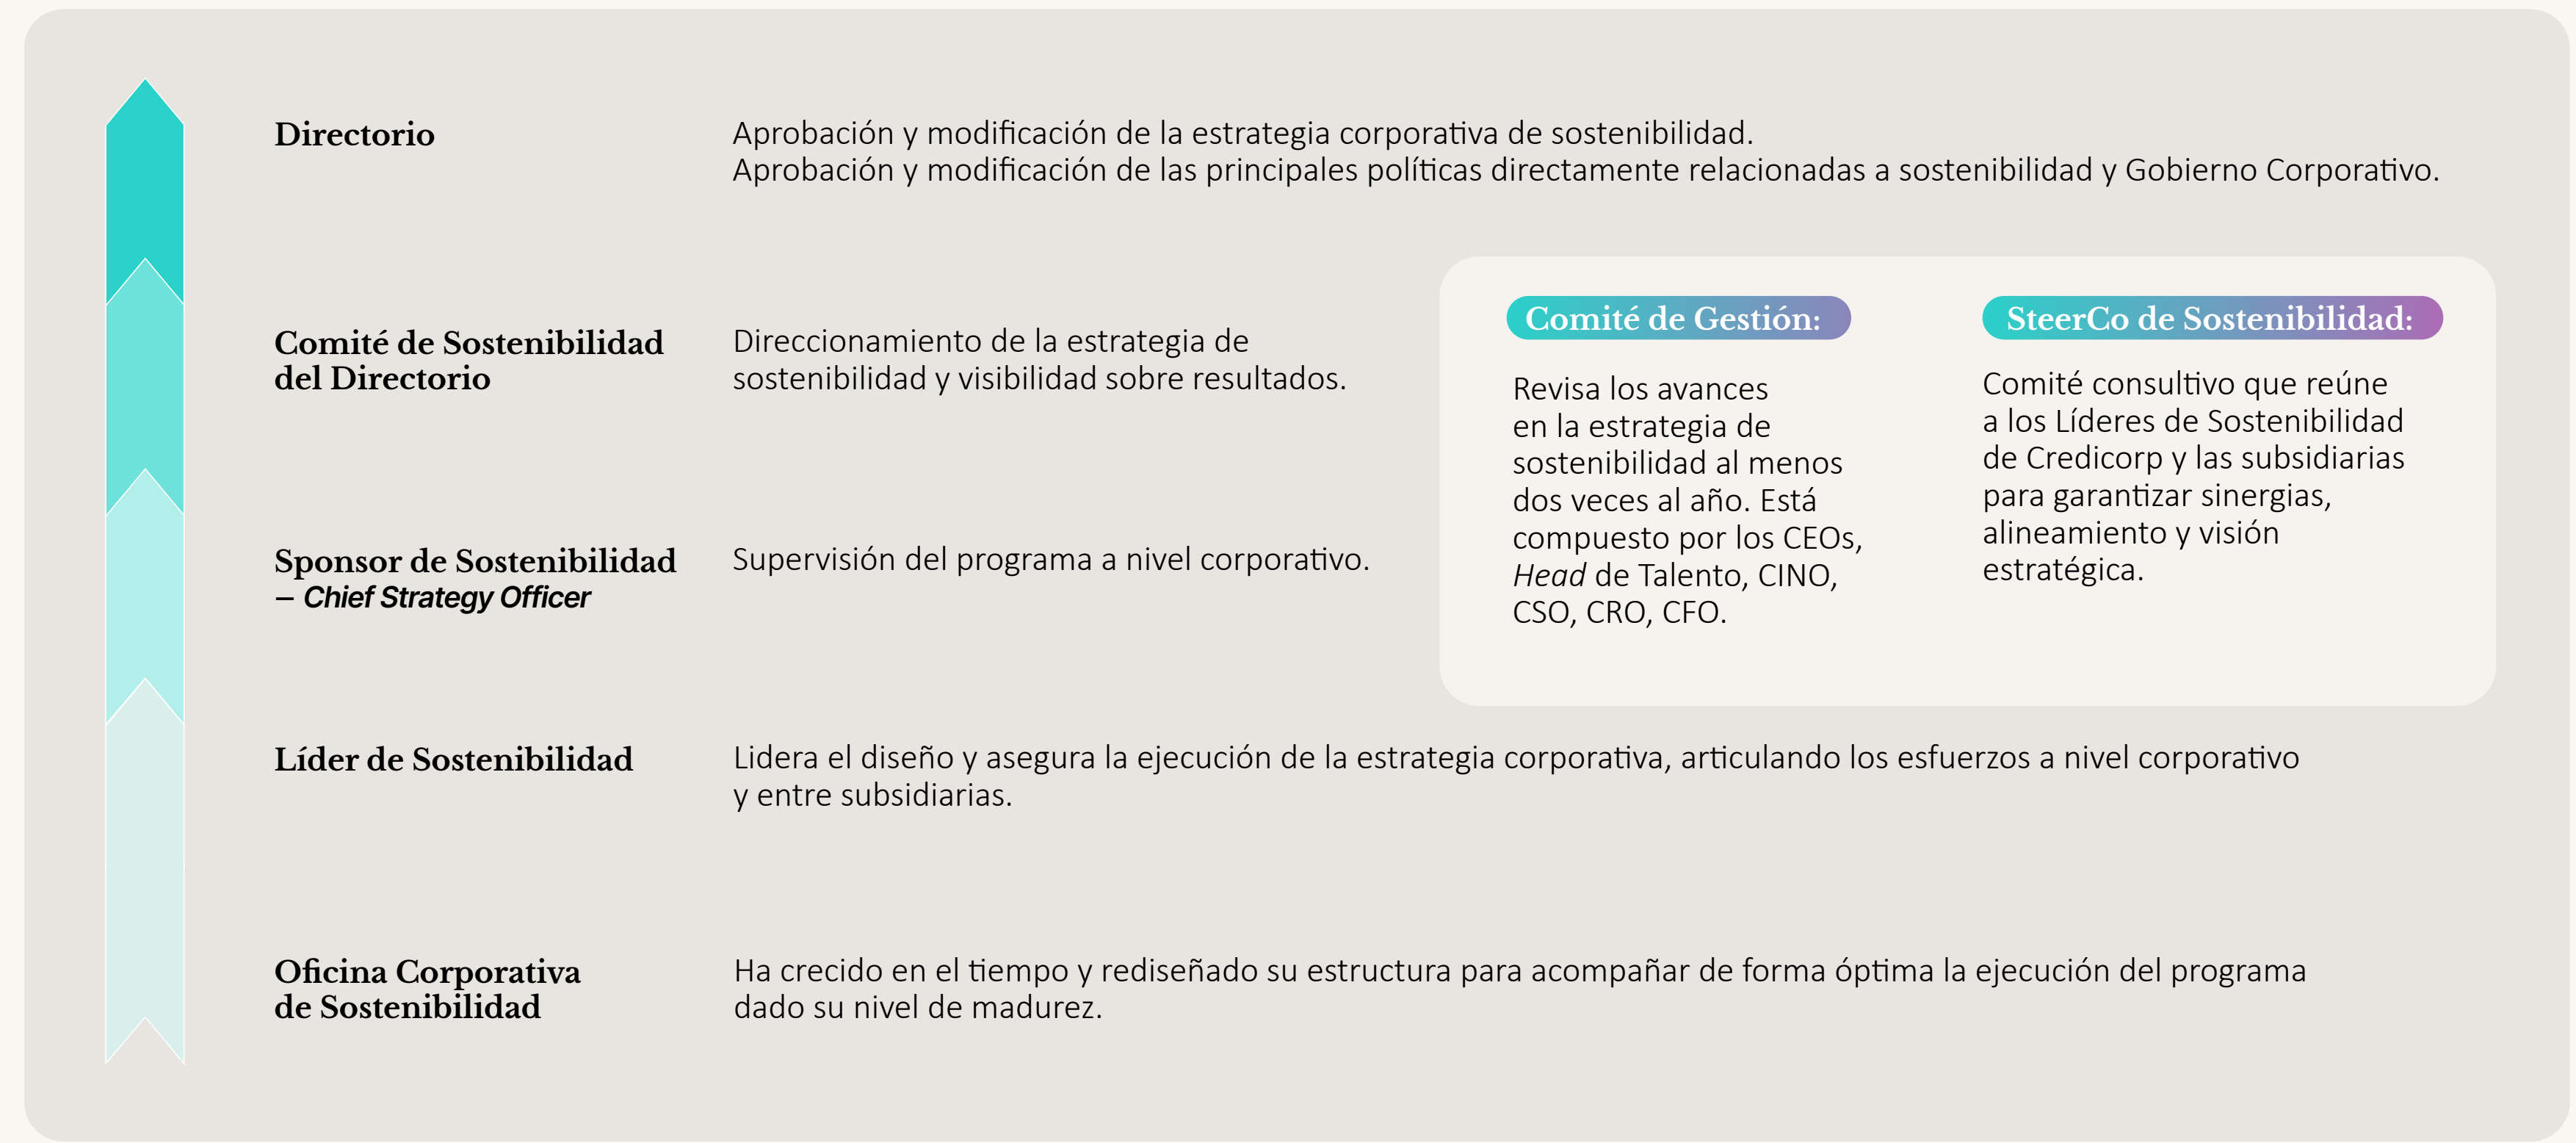 Directorio
Aprobación y modificación de la estrategia corporativa de sostenibilidad.
Aprobación y modificación de las principales políticas directamente relacionadas a sostenibilidad y Gobierno Corporativo.
Comité de Sostenibilidad
del Directorio
Direccionamiento de la estrategia de
sostenibilidad y visibilidad sobre resultados.
Sponsor de Sostenibilidad
– Chief Strategy Officer
Supervisión del programa a nivel corporativo.
Comité de Gestión:
Revisa los avances
en la estrategia de
sostenibilidad al menos
dos veces al año. Está
compuesto por los CEOs,
Head de Talento, CINO,
CSO, CRO, CFO.
SteerCo de Sostenibilidad:
Comité consultivo que reúne
a los Líderes de Sostenibilidad
de Credicorp y las subsidiarias
para garantizar sinergias,
alineamiento y visión
estratégica.
Líder de Sostenibilidad
Lidera el diseño y asegura la ejecución de la estrategia corporativa, articulando los esfuerzos a nivel corporativo
y entre subsidiarias.
Oficina Corporativa
de Sostenibilidad
Ha crecido en el tiempo y rediseñado su estructura para acompañar de forma óptima la ejecución del programa
dado su nivel de madurez.